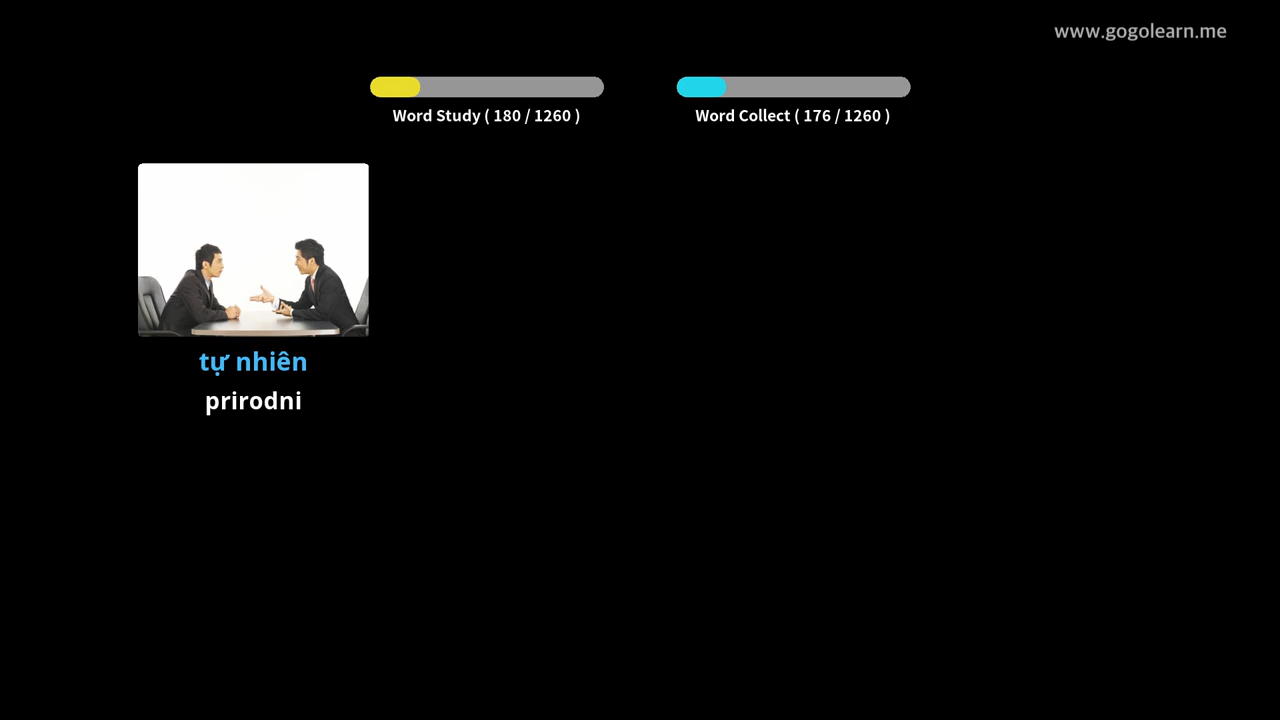 www.gogolearn.me
Word Study ( 180 / 1260 )
Word Collect ( 176 / 1260 )
tự nhiên
prirodni